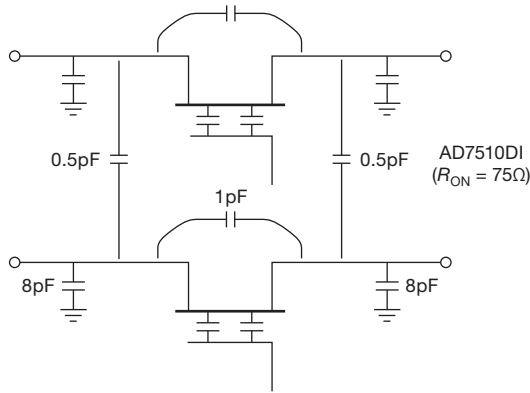 0.5pF
0.5pF
AD7510DI
(R_ON = 75Ω)
1pF
8pF
8pF